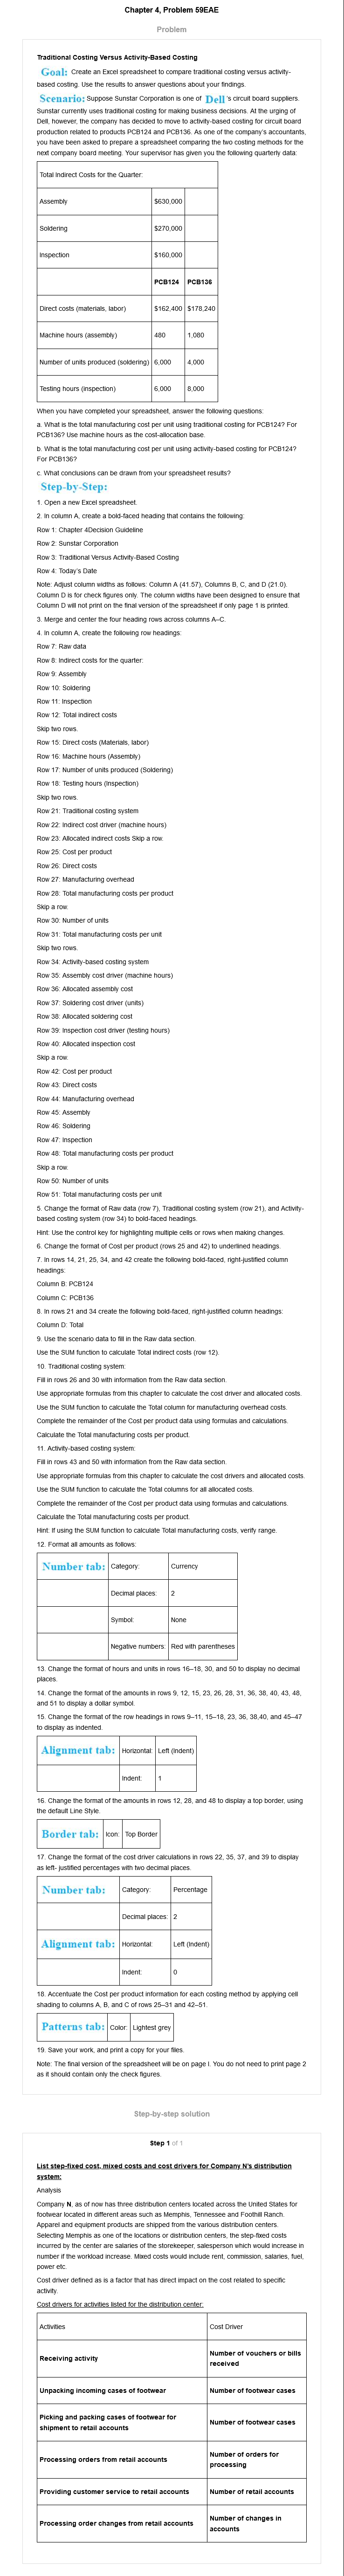 Chapter 4, Problem 59EAE
Problem
Traditional Costing Versus Activity-Based Costing
Goal: Create an Excel spreadsheet to compare traditional costing versus activity-
based costing. Use the results to answer questions about your findings.
Scenario: Suppose Sunstar Corporation is one of Dell's circuit board suppliers.
Sunstar currently uses traditional costing for making business decisions. At the urging of
Dell, however, the company has decided to move to activity-based costing for circuit board
production related to products PCB124 and PCB136. As one of the company's accountants,
you have been asked to prepare a spreadsheet comparing the two costing methods for the
next company board meeting. Your supervisor has given you the following quarterly data:
Total Indirect Costs for the Quarter:
Assembly $630,000
Soldering $270,000
Inspection $160,000
PCB124 PCB136
Direct costs (materials, labor) $162,400 $178,240
Machine hours (assembly) 480 1,080
Number of units produced (soldering) 6,000 4,000
Testing hours (inspection) 6,000 8,000
When you have completed your spreadsheet, answer the following questions:
a. What is the total manufacturing cost per unit using traditional costing for PCB124? For
PCB136? Use machine hours as the cost-allocation base.
b. What is the total manufacturing cost per unit using activity-based costing for PCB124?
For PCB136?
c. What conclusions can be drawn from your spreadsheet results?
Step-by-Step:
1. Open a new Excel spreadsheet.
2. In column A, create a bold-faced heading that contains the following:
Row 1: Chapter 4Decision Guideline
Row 2: Sunstar Corporation
Row 3: Traditional Versus Activity-Based Costing
Row 4: Today's Date
Note: Adjust column widths as follows: Column A (41.57), Columns B, C, and D (21.0).
Column D is for check figures only. The column widths have been designed to ensure that
Column D will not print on the final version of the spreadsheet if only page 1 is printed.
3. Merge and center the four heading rows across columns A–C.
4. In column A, create the following row headings:
Row 7: Raw data
Row 8: Indirect costs for the quarter:
Row 9: Assembly
Row 10: Soldering
Row 11: Inspection
Row 12: Total indirect costs
Skip two rows.
Row 15: Direct costs (Materials, labor)
Row 16: Machine hours (Assembly)
Row 17: Number of units produced (Soldering)
Row 18: Testing hours (Inspection)
Skip two rows.
Row 21: Traditional costing system
Row 22: Indirect cost driver (machine hours)
Row 23: Allocated indirect costs Skip a row.
Row 25: Cost per product
Row 26: Direct costs
Row 27: Manufacturing overhead
Row 28: Total manufacturing costs per product
Skip a row.
Row 30: Number of units
Row 31: Total manufacturing costs per unit
Skip two rows.
Row 34: Activity-based costing system
Row 35: Assembly cost driver (machine hours)
Row 36: Allocated assembly cost
Row 37: Soldering cost driver (units)
Row 38: Allocated soldering cost
Row 39: Inspection cost driver (testing hours)
Row 40: Allocated inspection cost
Skip a row.
Row 42: Cost per product
Row 43: Direct costs
Row 44: Manufacturing overhead
Row 45: Assembly
Row 46: Soldering
Row 47: Inspection
Row 48: Total manufacturing costs per product
Skip a row.
Row 50: Number of units
Row 51: Total manufacturing costs per unit
5. Change the format of Raw data (row 7), Traditional costing system (row 21), and Activity-
based costing system (row 34) to bold-faced headings.
Hint: Use the control key for highlighting multiple cells or rows when making changes.
6. Change the format of Cost per product (rows 25 and 42) to underlined headings.
7. In rows 14, 21, 25, 34, and 42 create the following bold-faced, right-justified column
headings:
Column B: PCB124
Column C: PCB136
8. In rows 21 and 34 create the following bold-faced, right-justified column headings:
Column D: Total
9. Use the scenario data to fill in the Raw data section.
Use the SUM function to calculate Total indirect costs (row 12).
10. Traditional costing system:
Fill in rows 26 and 30 with information from the Raw data section.
Use appropriate formulas from this chapter to calculate the cost driver and allocated costs.
Use the SUM function to calculate the Total column for manufacturing overhead costs.
Complete the remainder of the Cost per product data using formulas and calculations.
Calculate the Total manufacturing costs per product.
11. Activity-based costing system:
Fill in rows 43 and 50 with information from the Raw data section.
Use appropriate formulas from this chapter to calculate the cost drivers and allocated costs.
Use the SUM function to calculate the Total columns for all allocated costs.
Complete the remainder of the Cost per product data using formulas and calculations.
Calculate the Total manufacturing costs per product.
Hint: If using the SUM function to calculate Total manufacturing costs, verify range.
12. Format all amounts as follows:
Number tab: Category: Currency
Decimal places: 2
Symbol: None
Negative numbers: Red with parentheses
13. Change the format of hours and units in rows 16–18, 30, and 50 to display no decimal
places.
14. Change the format of the amounts in rows 9, 12, 15, 23, 26, 28, 31, 36, 38, 40, 43, 48,
and 51 to display a dollar symbol.
15. Change the format of the row headings in rows 9–11, 15–18, 23, 36, 38,40, and 45–47
to display as indented.
Alignment tab: Horizontal: Left (Indent)
Indent: 1
16. Change the format of the amounts in rows 12, 28, and 48 to display a top border, using
the default Line Style.
Border tab: Icon: Top Border
17. Change the format of the cost driver calculations in rows 22, 35, 37, and 39 to display
as left- justified percentages with two decimal places.
Number tab: Category: Percentage
Decimal places: 2
Alignment tab: Horizontal: Left (Indent)
Indent: 0
18. Accentuate the Cost per product information for each costing method by applying cell
shading to columns A, B, and C of rows 25–31 and 42–51.
Patterns tab: Color: Lightest grey
19. Save your work, and print a copy for your files.
Note: The final version of the spreadsheet will be on page l. You do not need to print page 2
as it should contain only the check figures.
Step-by-step solution
Step 1 of 1
List step-fixed cost, mixed costs and cost drivers for Company N's distribution
system:
Analysis
Company N, as of now has three distribution centers located across the United States for
footwear located in different areas such as Memphis, Tennessee and Foothill Ranch.
Apparel and equipment products are shipped from the various distribution centers.
Selecting Memphis as one of the locations or distribution centers, the step-fixed costs
incurred by the center are salaries of the storekeeper, salesperson which would increase in
number if the workload increase. Mixed costs would include rent, commission, salaries, fuel,
power etc.
Cost driver defined as is a factor that has direct impact on the cost related to specific
activity.
Cost drivers for activities listed for the distribution center:
Activities Cost Driver
Receiving activity Number of vouchers or bills
received
Unpacking incoming cases of footwear Number of footwear cases
Picking and packing cases of footwear for
shipment to retail accounts Number of footwear cases
Processing orders from retail accounts Number of orders for
processing
Providing customer service to retail accounts Number of retail accounts
Processing order changes from retail accounts Number of changes in
accounts